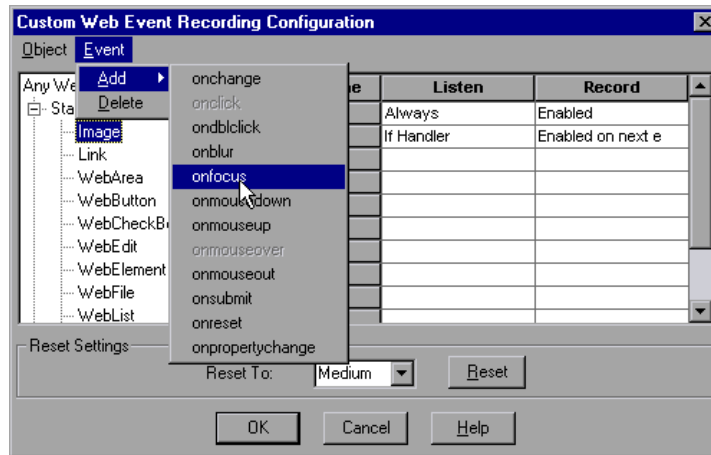 Custom Web Event Recording Configuration
Object Event
Any We
Add
Delete
onchange
onclick
ondblclick
onblur
onfocus
onmousedown
onmouseup
onmouseover
onmouseout
onsubmit
onreset
onpropertychange
e Listen Record
Always Enabled
If Handler Enabled on next e
Sta
Image
Link
WebArea
WebButton
WebCheckB
WebEdit
WebElement
WebFile
WebList
Reset Settings
Reset To: Medium Reset
OK Cancel Help